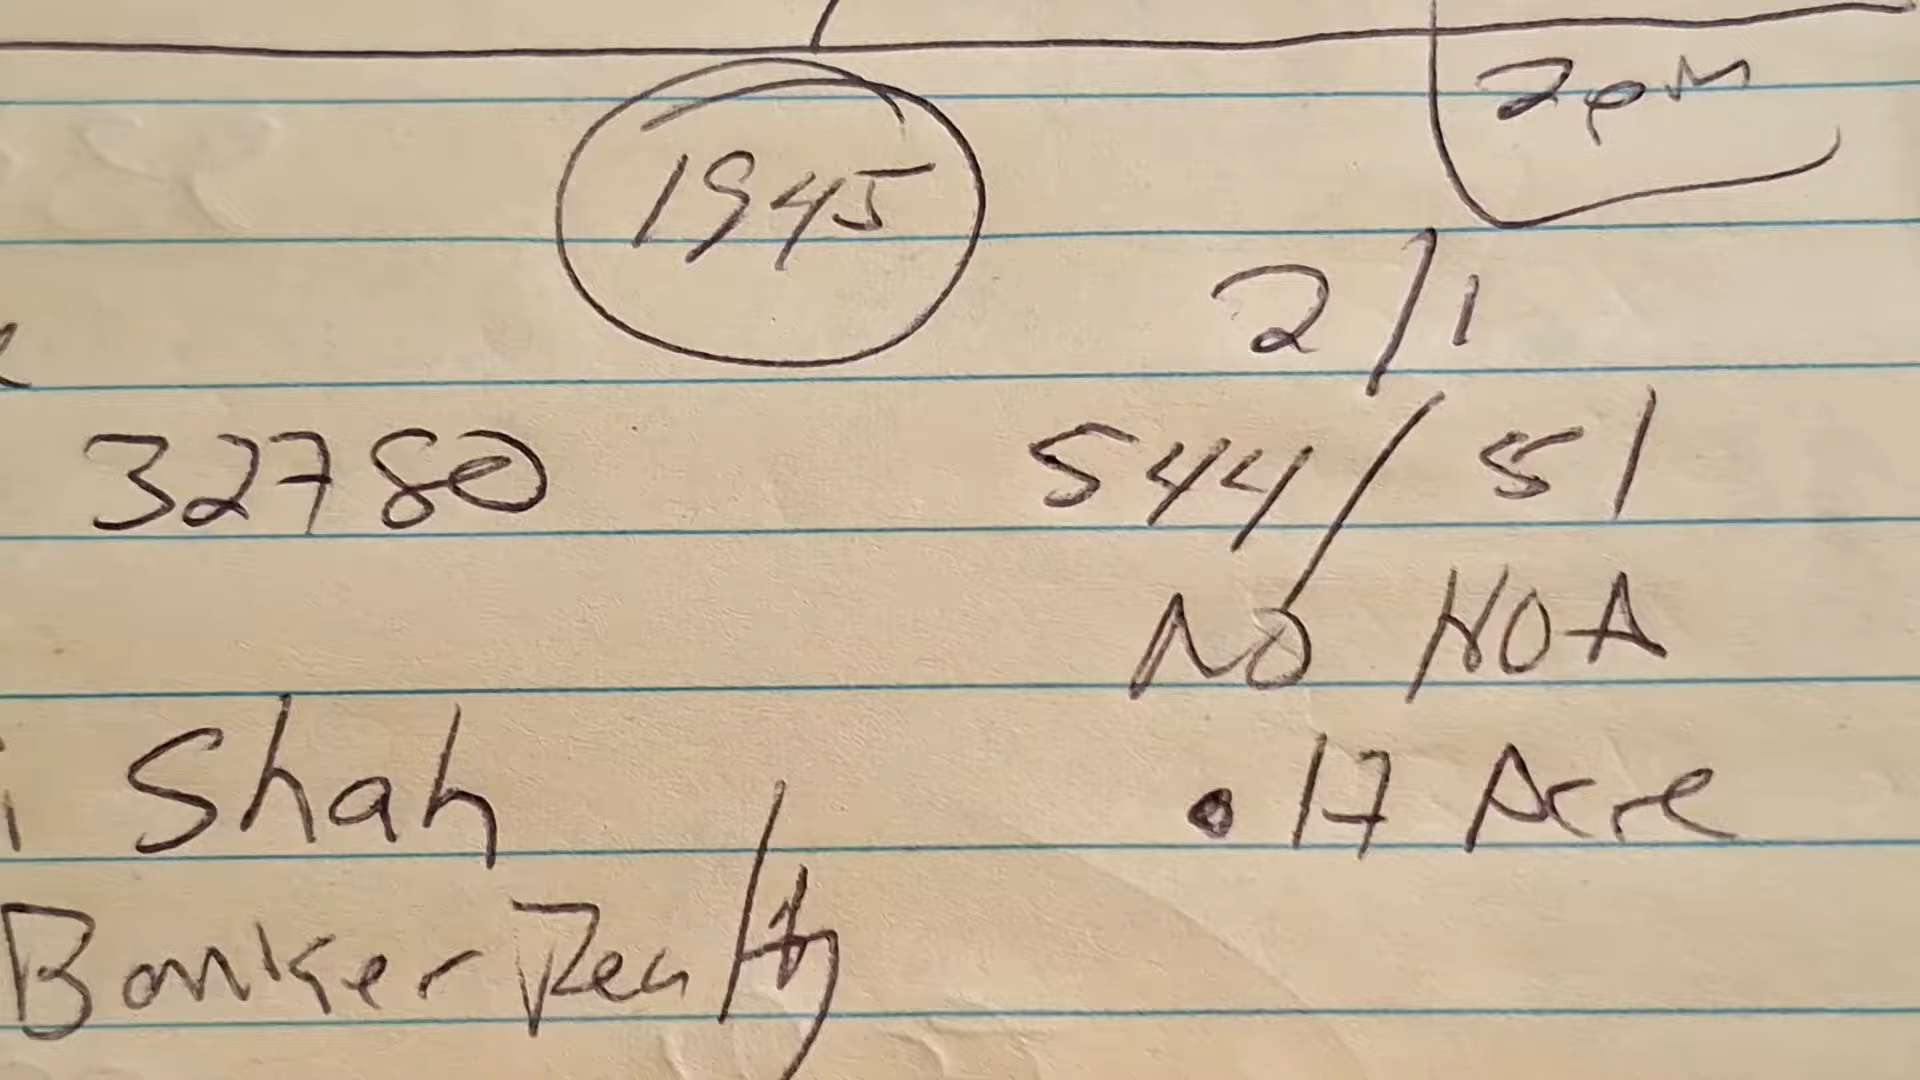 2pm
1945
2/1
32780 544/51
NO HOA
Shah .17 Acre
Banker Realty